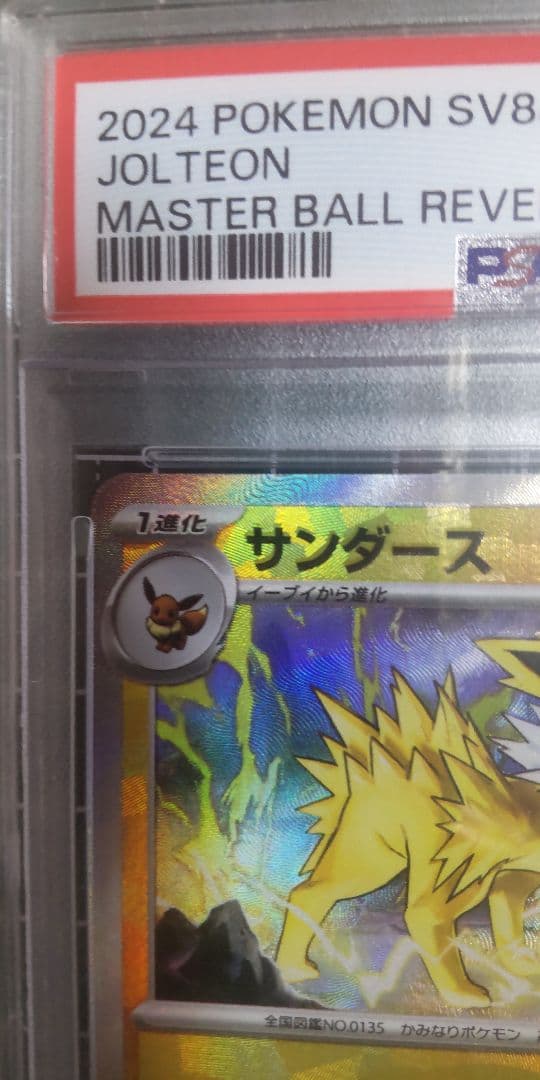 2024 POKEMON SV8
JOLTEON
MASTER BALL REVE
PSA
1進化
サンダース
イーブイから進化
全国図鑑NO.0135 かみなりポケモン